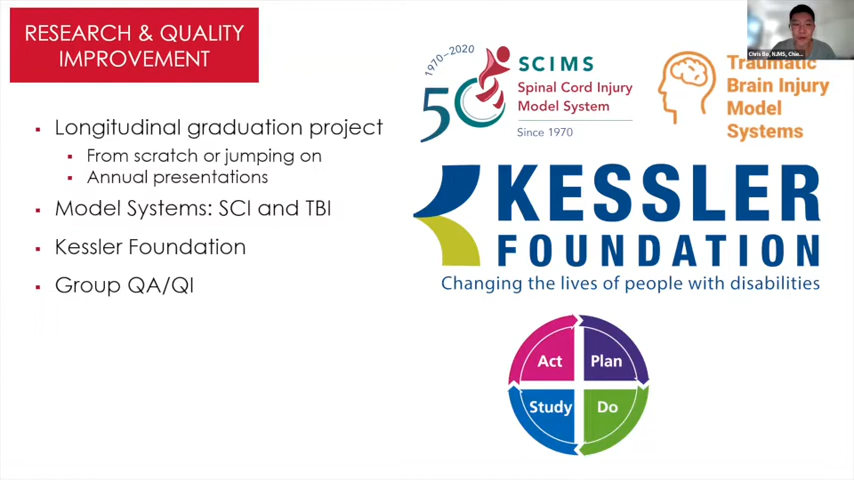 RESEARCH & QUALITY
IMPROVEMENT
Longitudinal graduation project
From scratch or jumping on
Annual presentations
Model Systems: SCI and TBI
Kessler Foundation
Group QA/QI
1970-2020
50
SCIMS
Spinal Cord Injury
Model System
Since 1970
Traumatic
Brain Injury
Model
Systems
KESSLER
FOUNDATION
Changing the lives of people with disabilities
Act
Plan
Study
Do
NJMS, Chie...